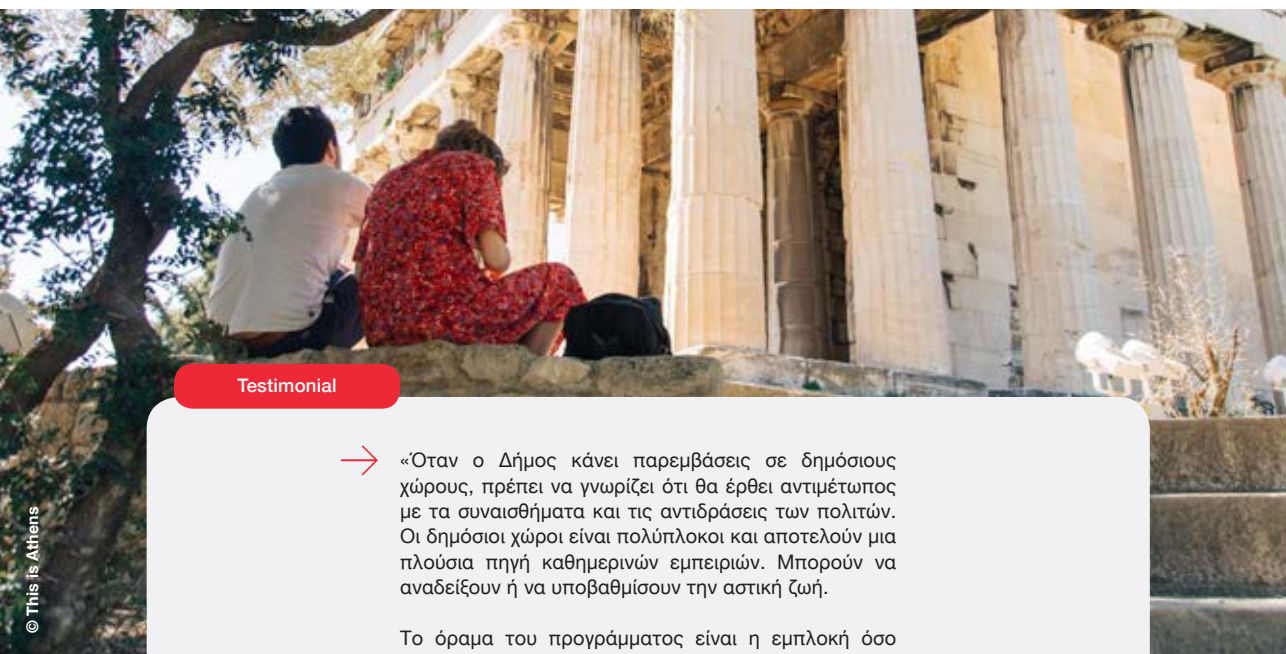 Testimonial
«Όταν ο Δήμος κάνει παρεμβάσεις σε δημόσιους
χώρους, πρέπει να γνωρίζει ότι θα έρθει αντιμέτωπος
με τα συναισθήματα και τις αντιδράσεις των πολιτών.
Οι δημόσιοι χώροι είναι πολύπλοκοι και αποτελούν μια
πλούσια πηγή καθημερινών εμπειριών. Μπορούν να
αναδείξουν ή να υποβαθμίσουν την αστική ζωή.
Το όραμα του προγράμματος είναι η εμπλοκή όσο
© This is Athens